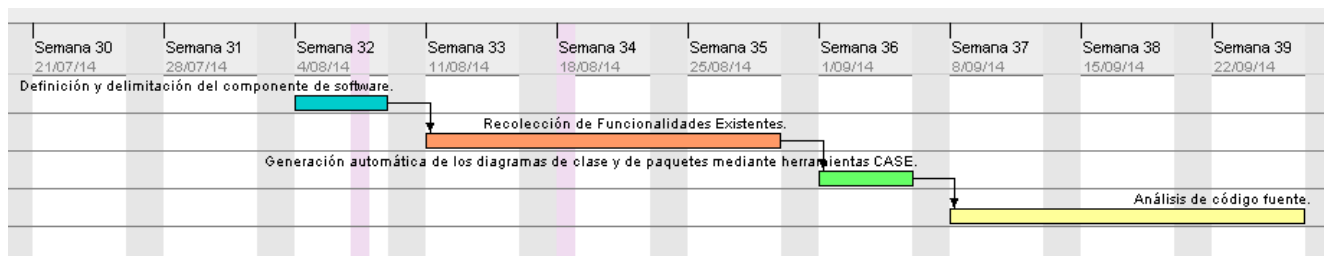 Semana 30 Semana 31 Semana 32 Semana 33 Semana 34 Semana 35 Semana 36 Semana 37 Semana 38 Semana 39
21/07/14 28/07/14 4/08/14 11/08/14 18/08/14 25/08/14 1/09/14 8/09/14 15/09/14 22/09/14
Definición y delimitación del componente de software.
Recolección de Funcionalidades Existentes.
Generación automática de los diagramas de clase y de paquetes mediante herramientas CASE.
Análisis de código fuente.